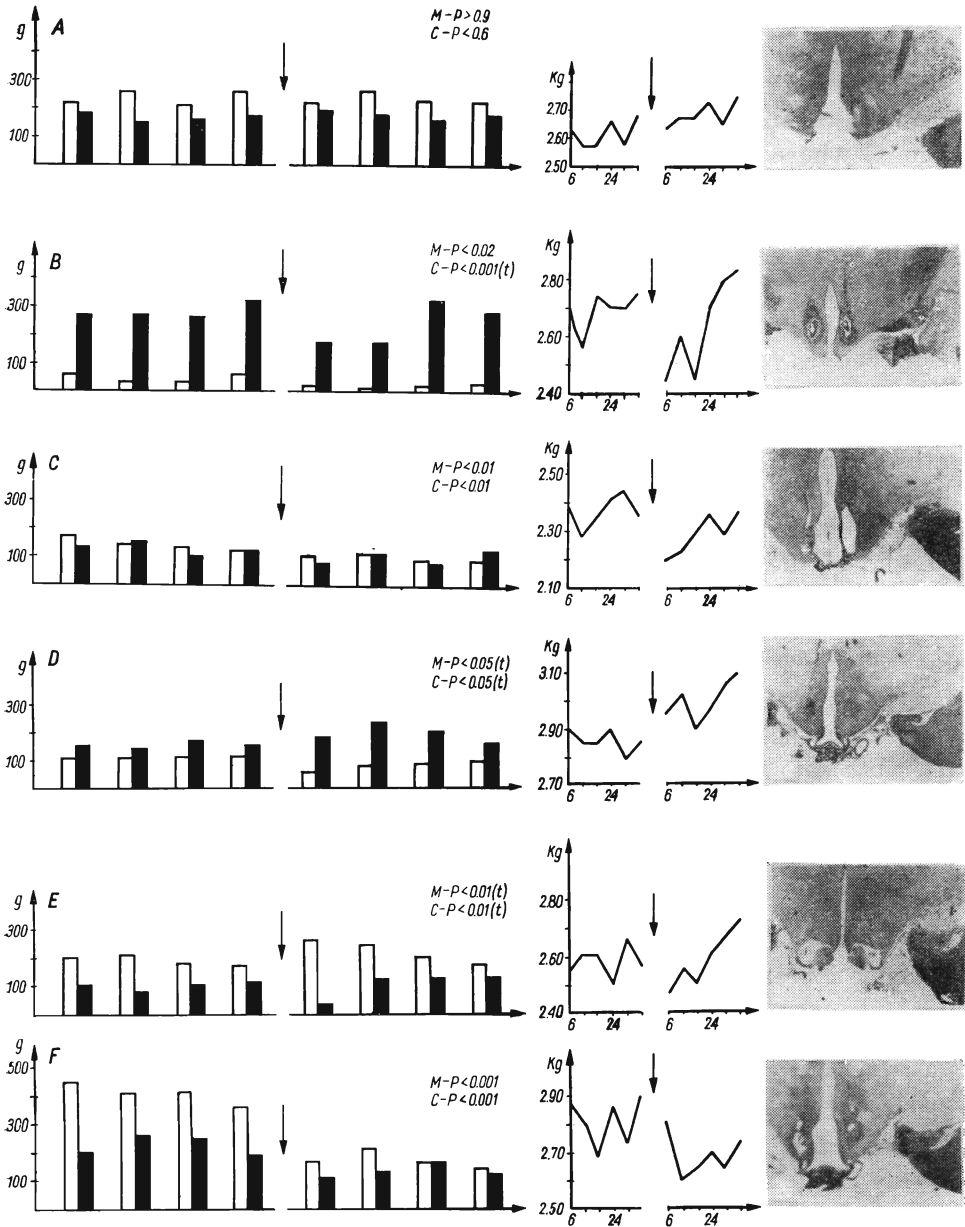 g A
M-P>0.9
C-P<0.6
300
100
Kg
2.70
2.60
2.50
6 24 6 24
g B
M-P<0.02
C-P<0.001(t)
300
100
Kg
2.80
2.60
2.40
6 24 6 24
g C
M-P<0.01
C-P<0.01
300
100
Kg
2.50
2.30
2.10
6 24 6 24
g D
M-P<0.05(t)
C-P<0.05(t)
300
100
Kg
3.10
2.90
2.70
6 24 6 24
g E
M-P<0.01(t)
C-P<0.01(t)
300
100
Kg
2.80
2.60
2.40
6 24 6 24
g F
M-P<0.001
C-P<0.001
500
300
100
Kg
2.90
2.70
2.50
6 24 6 24